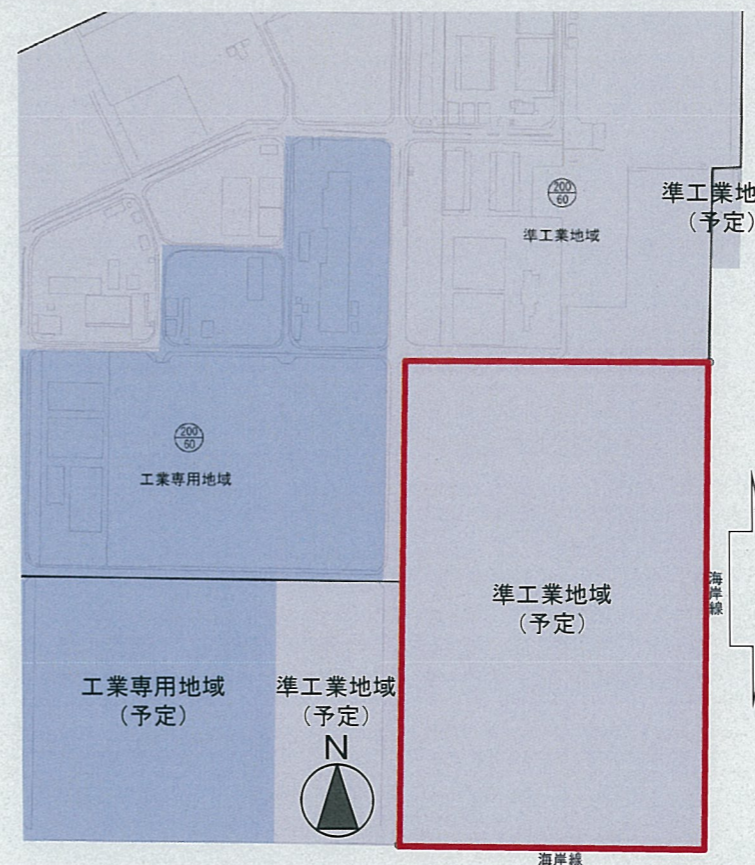 200
60
準工業地域
準工業地
(予定)
200
60
工業専用地域
準工業地域
(予定)
海岸線
工業専用地域
(予定)
準工業地域
(予定)
N
海岸線